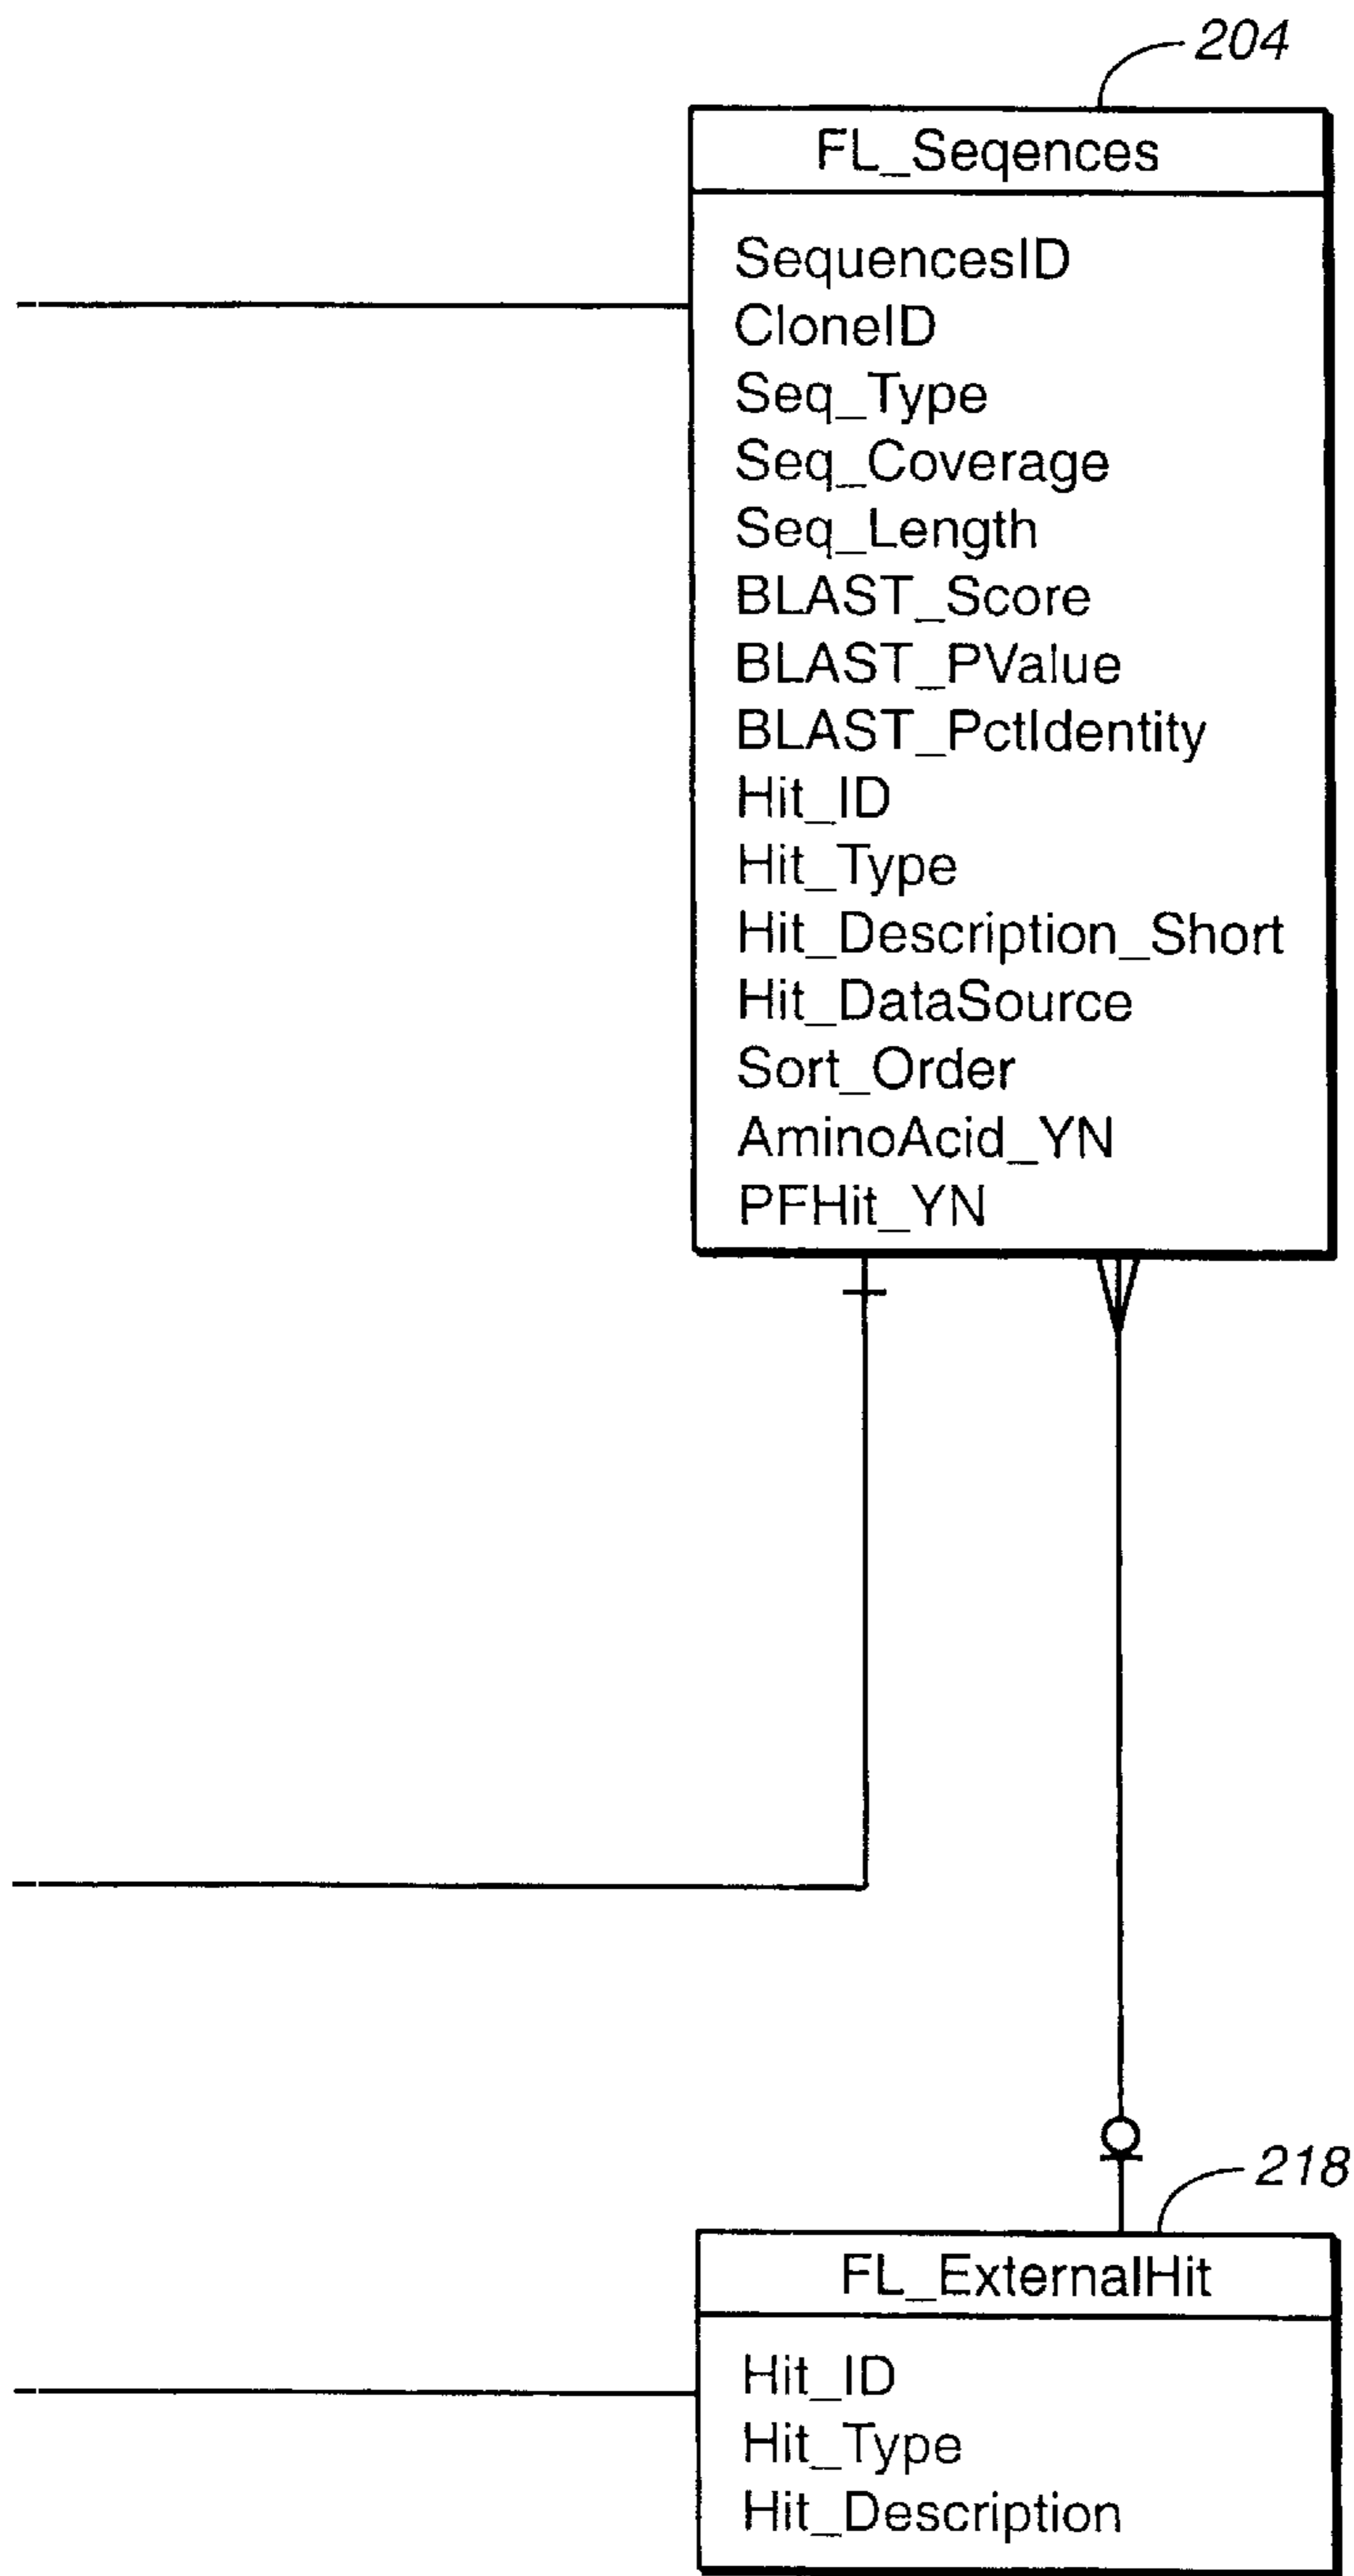 204
FL_Seqences
SequencesID
CloneID
Seq_Type
Seq_Coverage
Seq_Length
BLAST_Score
BLAST_PValue
BLAST_PctIdentity
Hit_ID
Hit_Type
Hit_Description_Short
Hit_DataSource
Sort_Order
AminoAcid_YN
PFHit_YN
218
FL_ExternalHit
Hit_ID
Hit_Type
Hit_Description